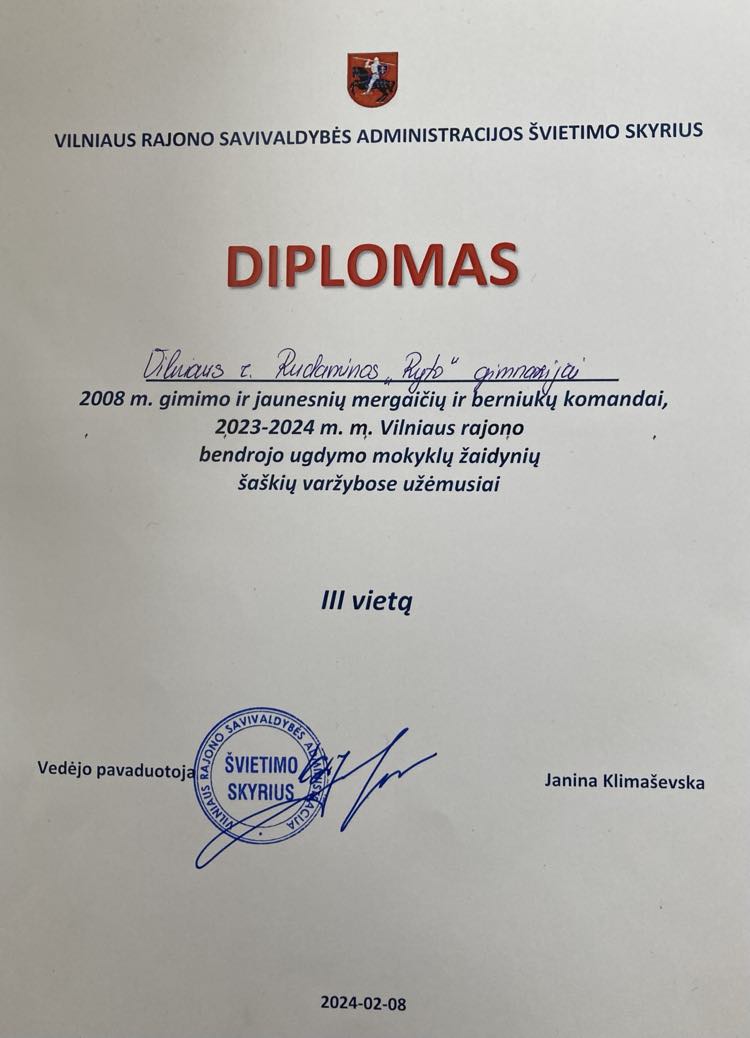 VILNIAUS RAJONO SAVIVALDYBĖS ADMINISTRACIJOS ŠVIETIMO SKYRIUS
DIPLOMAS
Vilniaus r. Rudaminos „Ryto“ gimnazijai
2008 m. gimimo ir jaunesnių mergaičių ir berniukų komandai,
2023-2024 m. m. Vilniaus rajono
bendrojo ugdymo mokyklų žaidynių
šaškių varžybose užėmusiai
III vietą
Vedėjo pavaduotoja
VILNIAUS RAJONO SAVIVALDYBĖS ADMINISTRACIJA
ŠVIETIMO
SKYRIUS
Janina Klimaševska
2024-02-08